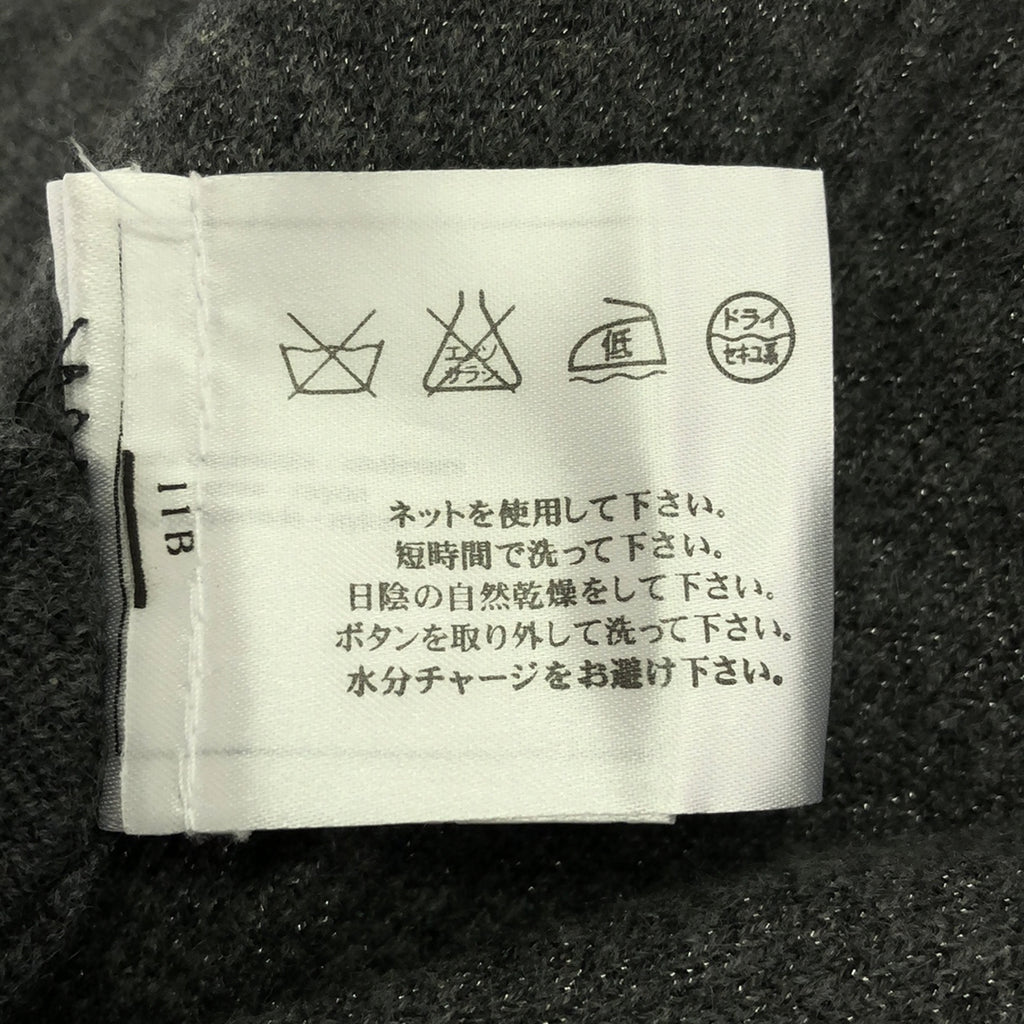 エンソ
サラシ
低
ドライ
セキユ系
ネットを使用して下さい。
短時間で洗って下さい。
日陰の自然乾燥をして下さい。
ボタンを取り外して洗って下さい。
水分チャージをお避け下さい。
11B